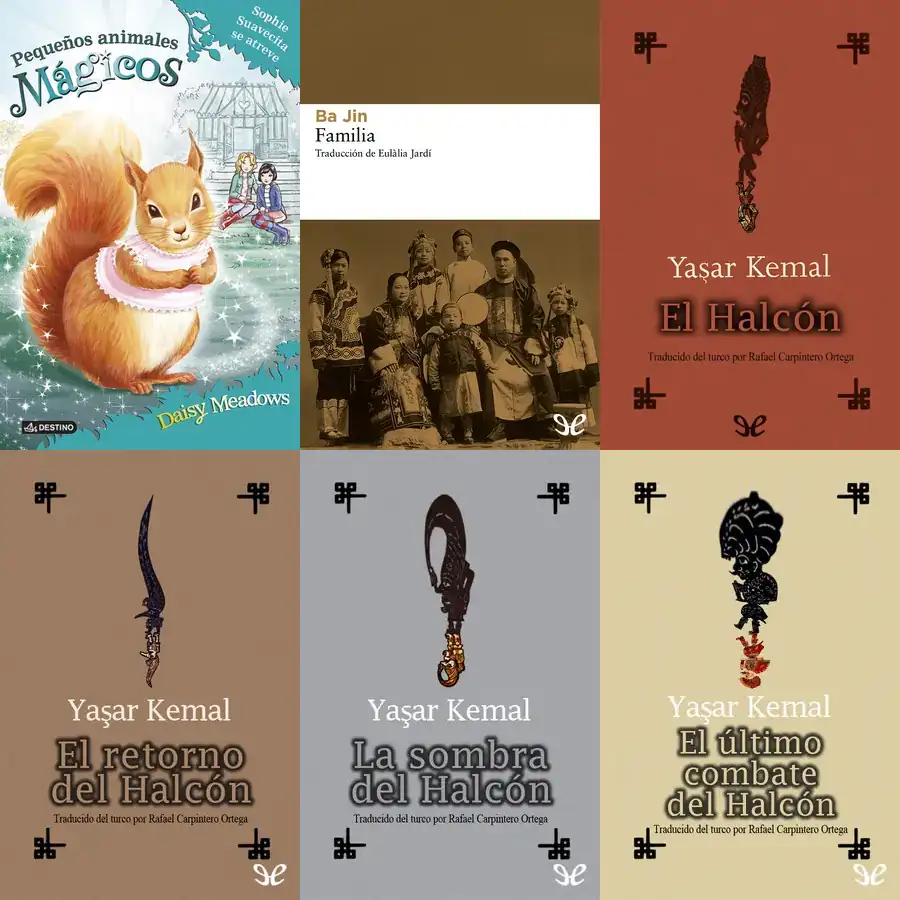 Pequeños animales
Mágicos
Sophie
Suavecita
se atreve
Daisy Meadows
DESTINO
Ba Jin
Familia
Traducción de Eulàlia Jardí
Yaşar Kemal
El Halcón
Traducido del turco por Rafael Carpintero Ortega
Yaşar Kemal
El retorno
del Halcón
Traducido del turco por Rafael Carpintero Ortega
Yaşar Kemal
La sombra
del Halcón
Traducido del turco por Rafael Carpintero Ortega
Yaşar Kemal
El último
combate
del Halcón
Traducido del turco por Rafael Carpintero Ortega